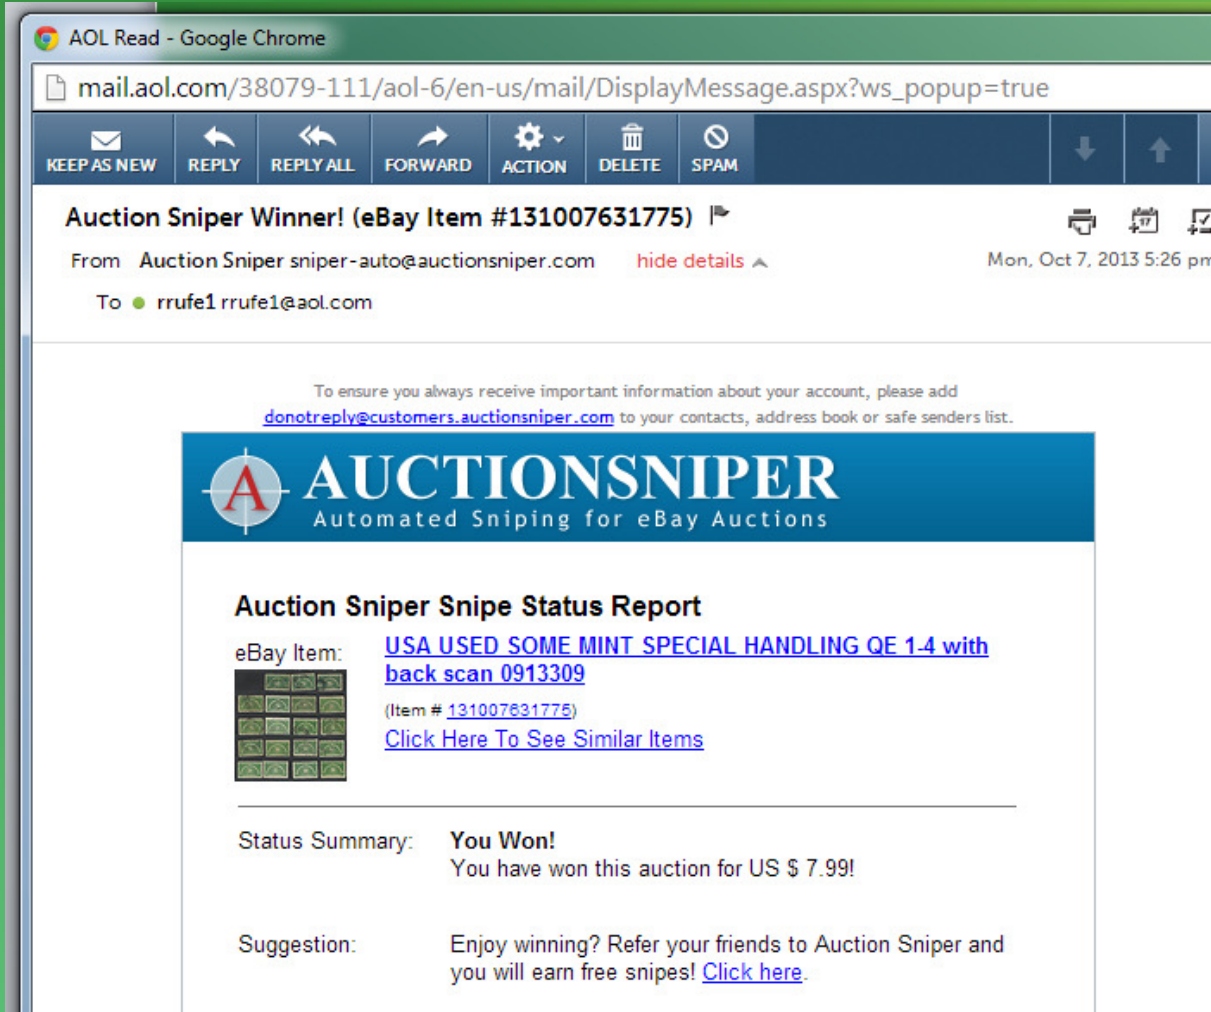 AOL Read - Google Chrome
mail.aol.com/38079-111/aol-6/en-us/mail/DisplayMessage.aspx?ws_popup=true
KEEP AS NEW REPLY REPLY ALL FORWARD ACTION DELETE SPAM
Auction Sniper Winner! (eBay Item #131007631775)
From Auction Sniper sniper-auto@auctionsniper.com hide details Mon, Oct 7, 2013 5:26 pm
To rrufe1 rrufe1@aol.com
To ensure you always receive important information about your account, please add
donotreply@customers.auctionsniper.com to your contacts, address book or safe senders list.
A AUCTIONSNIPER
Automated Sniping for eBay Auctions
Auction Sniper Snipe Status Report
eBay Item: USA USED SOME MINT SPECIAL HANDLING QE 1-4 with
back scan 0913309
(Item # 131007631775)
Click Here To See Similar Items
Status Summary: You Won!
You have won this auction for US $ 7.99!
Suggestion: Enjoy winning? Refer your friends to Auction Sniper and
you will earn free snipes! Click here.